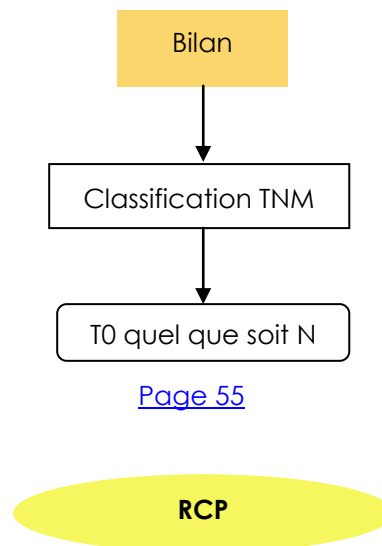 Bilan
Classification TNM
T0 quel que soit N
Page 55
RCP